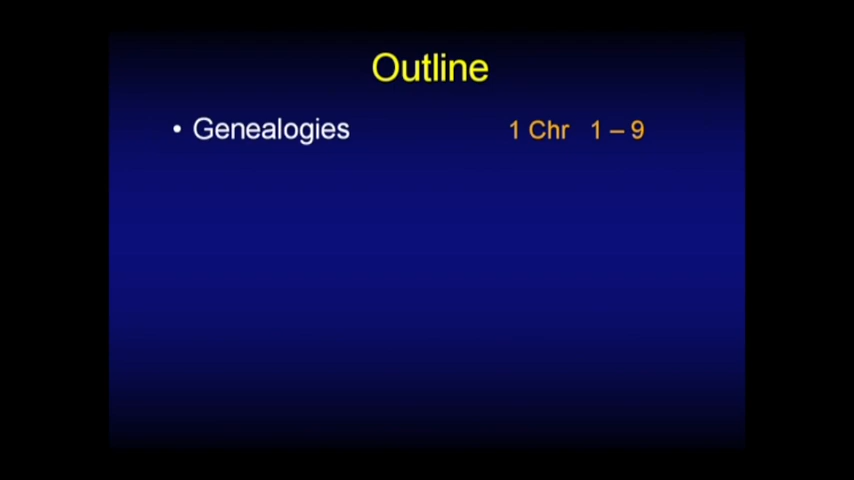 Outline
• Genealogies 1 Chr 1 – 9